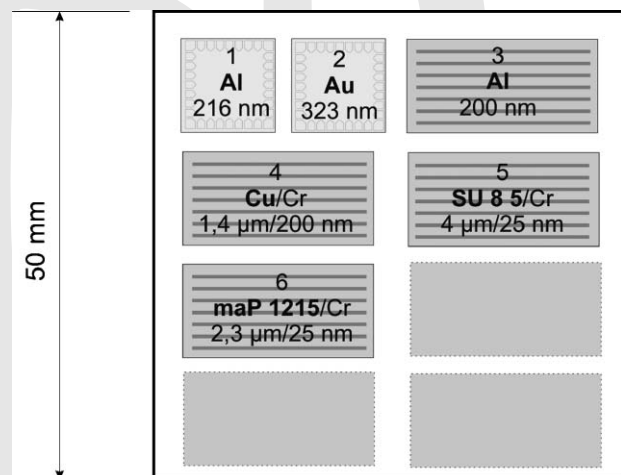 1
Al
216 nm
2
Au
323 nm
3
Al
200 nm
4
Cu/Cr
1,4 µm/200 nm
5
SU 8 5/Cr
4 µm/25 nm
6
maP 1215/Cr
2,3 µm/25 nm
50 mm